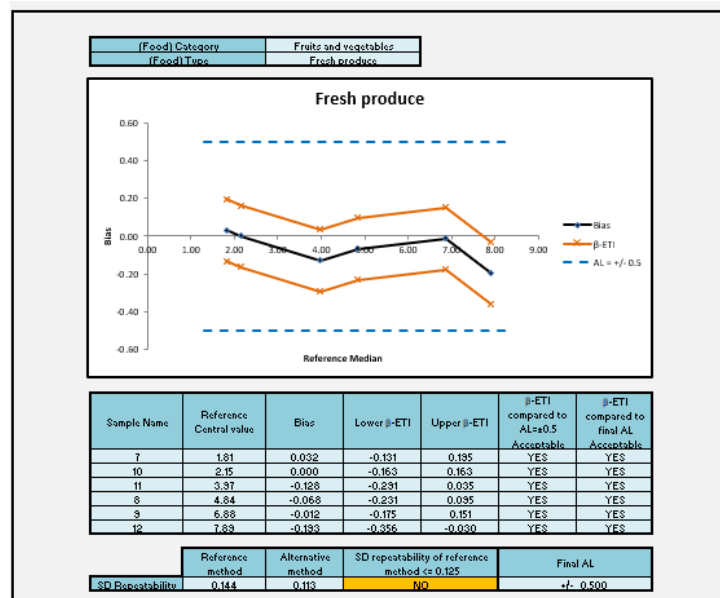 (Food) Category Fruits and vegetables
(Food) Type Fresh produce
Fresh produce
0.60
0.40
0.20
0.00
-0.20
-0.40
-0.60
0.00 1.00 2.00 3.00 4.00 5.00 6.00 7.00 8.00 9.00
Bias
Reference Median
Bias
β-ETI
AL = +/- 0.5
Sample Name Reference Central value Bias Lower β-ETI Upper β-ETI β-ETI compared to AL=±0.5 Acceptable β-ETI compared to final AL Acceptable
7 1.81 0.032 -0.131 0.195 YES YES
10 2.15 0.000 -0.163 0.163 YES YES
11 3.97 -0.128 -0.291 0.035 YES YES
8 4.84 -0.068 -0.231 0.095 YES YES
9 6.88 -0.012 -0.175 0.151 YES YES
12 7.89 -0.193 -0.356 -0.030 YES YES
Reference method Alternative method SD repeatability of reference method <= 0.125 Final AL
SD Repeatability 0.144 0.113 NO +/- 0.500